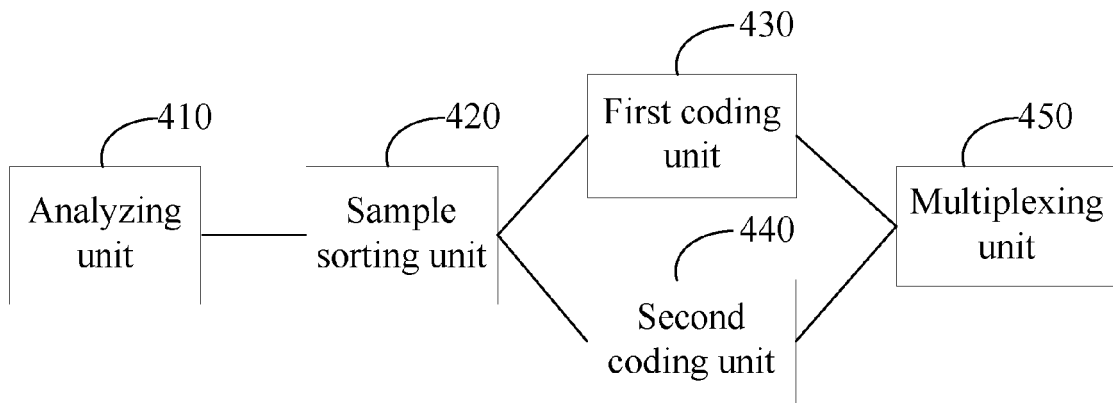 410
Analyzing
unit
420
Sample
sorting unit
430
First coding
unit
440
Second
coding unit
450
Multiplexing
unit